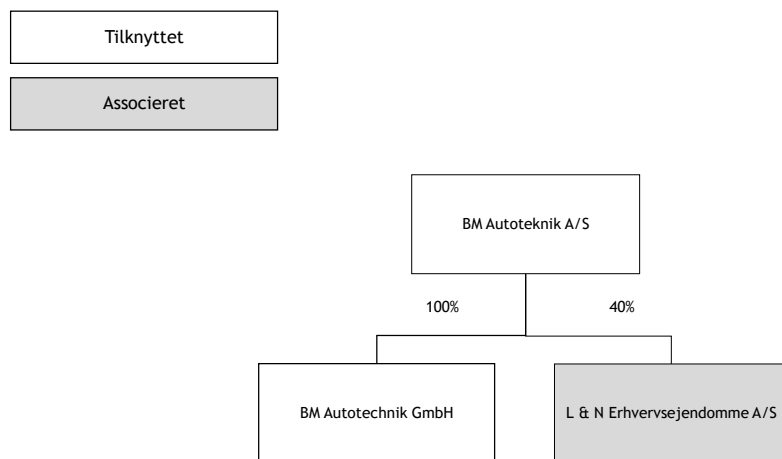 Tilknyttet
Associeret
BM Autoteknik A/S
100%
40%
BM Autotechnik GmbH
L & N Erhvervsejendomme A/S